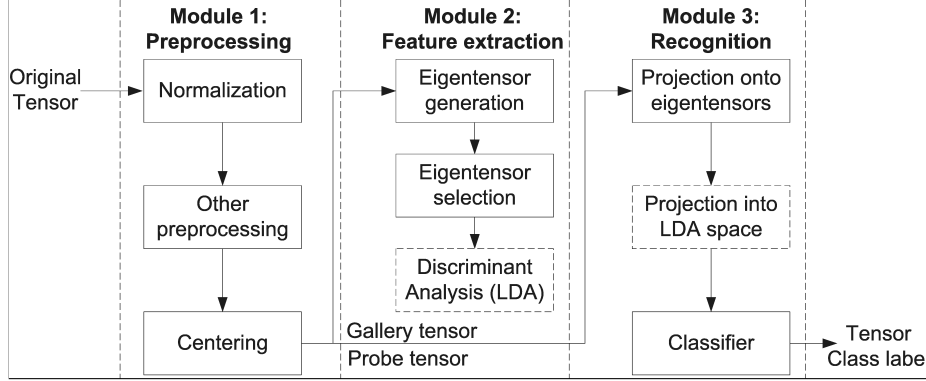 Module 1:
Preprocessing
Module 2:
Feature extraction
Module 3:
Recognition
Original
Tensor
Normalization
Other
preprocessing
Centering
Gallery tensor
Probe tensor
Eigentensor
generation
Eigentensor
selection
Discriminant
Analysis (LDA)
Projection onto
eigentensors
Projection into
LDA space
Classifier
Tensor
Class label